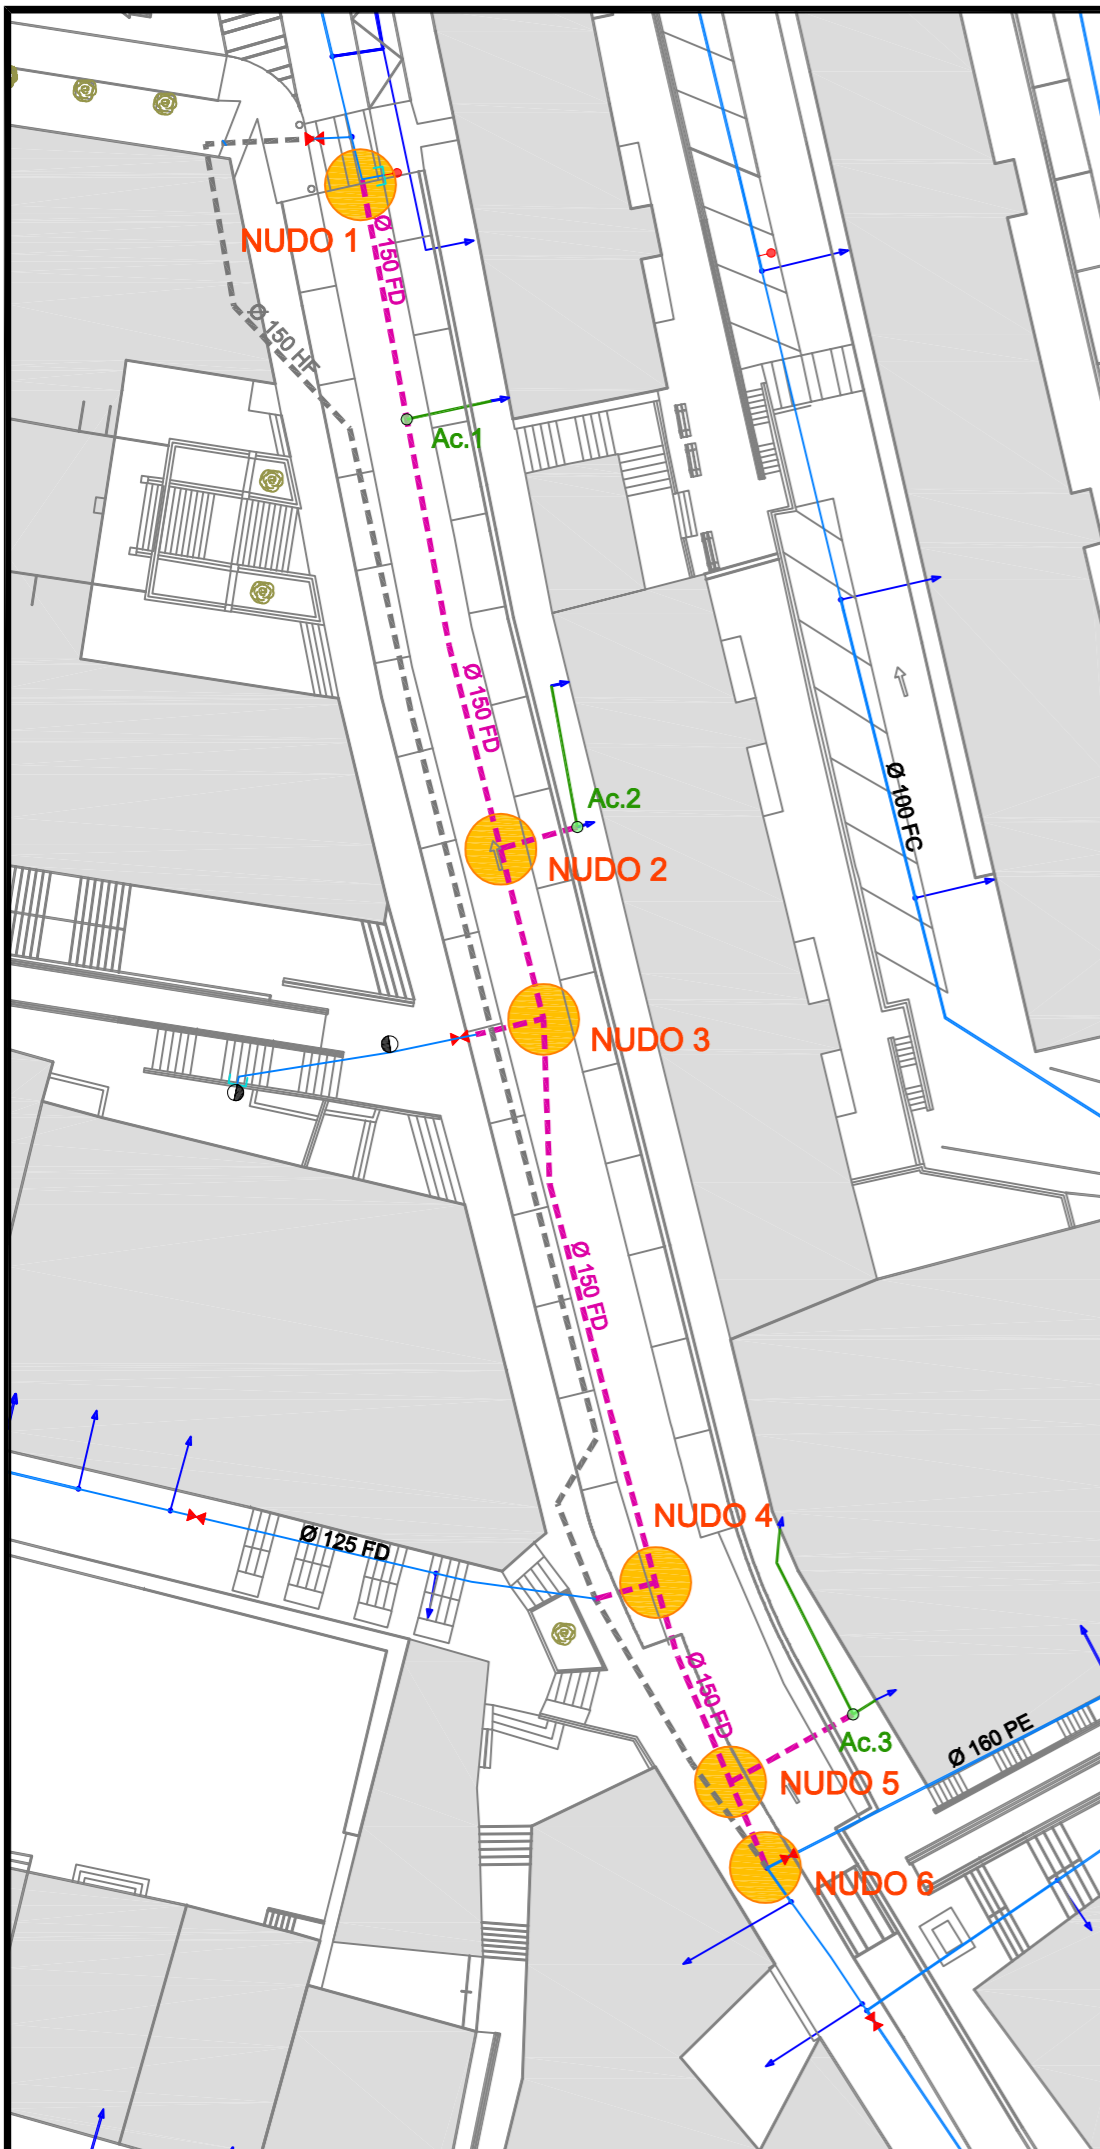 NUDO 1
Ø 150 FD
Ø 150 HF
Ac.1
Ø 150 FD
Ø 100 FC
Ac.2
NUDO 2
NUDO 3
Ø 150 FD
NUDO 4
Ø 125 FD
Ø 150 FD
Ac.3
Ø 160 PE
NUDO 5
NUDO 6